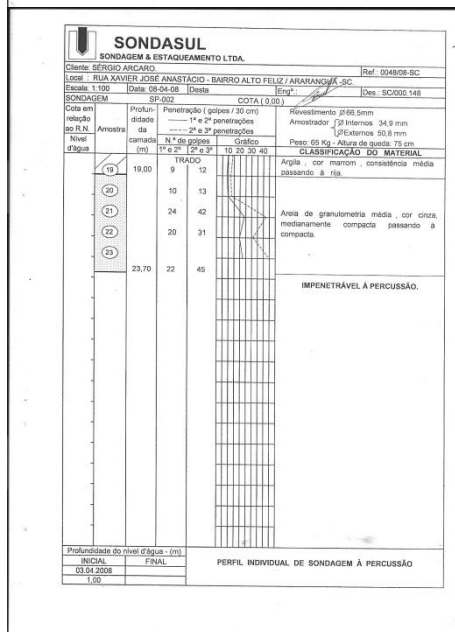 SONDASUL
SONDAGEM & ESTAQUEAMENTO LTDA.
Cliente: SÉRGIO ARCARO. Ref.: 0048/08-SC
Local : RUA XAVIER JOSÉ ANASTÁCIO - BAIRRO ALTO FELIZ / ARARANGUÁ -SC.
Escala: 1:100 Data: 08-04-08 Desta Engº.: Des.: SC/000.148
SONDAGEM SP-002 COTA ( 0,00 )
Cota em relação ao R.N.
Nível d'água
Amostra
Profundidade da camada (m)
Penetração ( golpes / 30 cm)
1ª e 2ª penetrações
2ª e 3ª penetrações
N.º de golpes Gráfico
1º e 2º 2º e 3º 10 20 30 40
Revestimento Ø66.5mm
Amostrador Ø Internos 34,9 mm
Ø Externos 50,8 mm
Peso: 65 Kg - Altura de queda: 75 cm
CLASSIFICAÇÃO DO MATERIAL
TRADO
19 19,00 9 12
20 10 13
21 24 42
22 20 31
23
23,70 22 45
Argila , cor marrom , consistência média
passando à rija.
Areia de granulometria média , cor cinza,
medianamente compacta passando à
compacta.
IMPENETRÁVEL À PERCUSSÃO.
Profundidade do nível d'água - (m)
INICIAL FINAL
03.04.2008
1,00
PERFIL INDIVIDUAL DE SONDAGEM À PERCUSSÃO